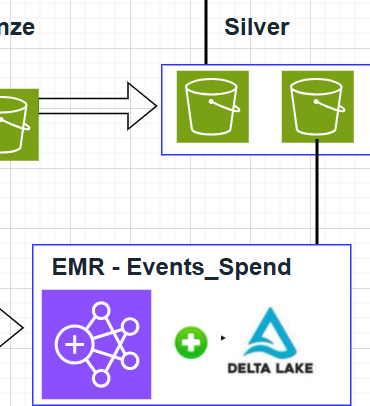 nze
Silver
EMR - Events_Spend
DELTA LAKE